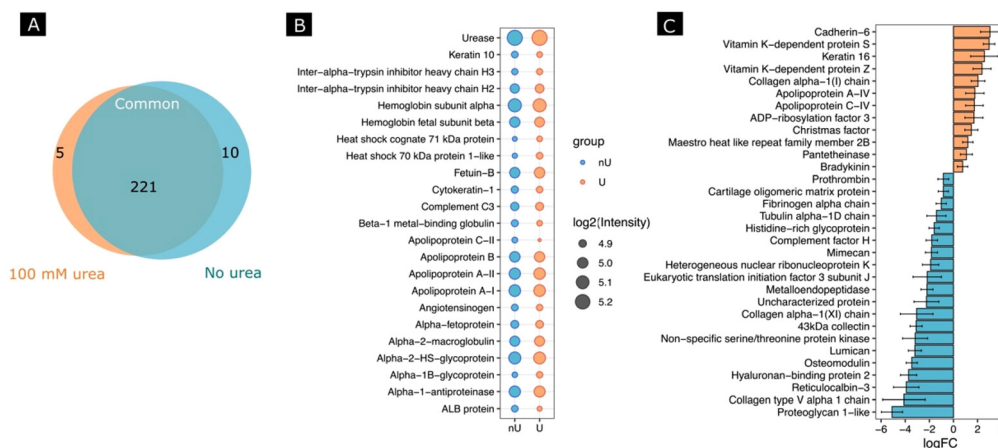 A
Common
5
10
221
100 mM urea
No urea
B
Urease
Keratin 10
Inter-alpha-trypsin inhibitor heavy chain H3
Inter-alpha-trypsin inhibitor heavy chain H2
Hemoglobin subunit alpha
Hemoglobin fetal subunit beta
Heat shock cognate 71 kDa protein
Heat shock 70 kDa protein 1-like
Fetuin-B
Cytokeratin-1
Complement C3
Beta-1 metal-binding globulin
Apolipoprotein C-II
Apolipoprotein B
Apolipoprotein A-II
Apolipoprotein A-I
Angiotensinogen
Alpha-fetoprotein
Alpha-2-macroglobulin
Alpha-2-HS-glycoprotein
Alpha-1B-glycoprotein
Alpha-1-antiproteinase
ALB protein
nU U
group
nU
U
log2(Intensity)
4.9
5.0
5.1
5.2
C
Cadherin-6
Vitamin K-dependent protein S
Keratin 16
Vitamin K-dependent protein Z
Collagen alpha-1(I) chain
Apolipoprotein A-IV
Apolipoprotein C-IV
ADP-ribosylation factor 3
Christmas factor
Maestro heat like repeat family member 2B
Pantetheinase
Bradykinin
Prothrombin
Cartilage oligomeric matrix protein
Fibrinogen alpha chain
Tubulin alpha-1D chain
Histidine-rich glycoprotein
Complement factor H
Mimecan
Heterogeneous nuclear ribonucleoprotein K
Eukaryotic translation initiation factor 3 subunit J
Metalloendopeptidase
Uncharacterized protein
Collagen alpha-1(XI) chain
43kDa collectin
Non-specific serine/threonine protein kinase
Lumican
Osteomodulin
Hyaluronan-binding protein 2
Reticulocalbin-3
Collagen type V alpha 1 chain
Proteoglycan 1-like
−6 −4 −2 0 2 4
logFC